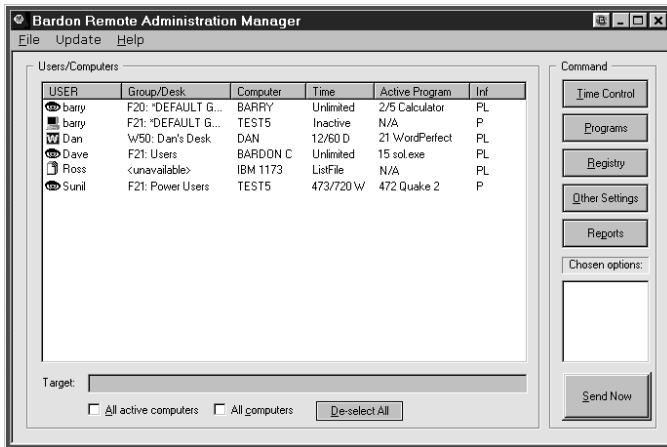 Bardon Remote Administration Manager
File Update Help
Users/Computers
USER Group/Desk Computer Time Active Program Inf
barry F20: *DEFAULT G... BARRY Unlimited 2/5 Calculator PL
barry F21: *DEFAULT G... TEST5 Inactive N/A P
Dan W50: Dan's Desk DAN 12/60 D 21 WordPerfect PL
Dave F21: Users BARDON C Unlimited 15 sol.exe PL
Ross <unavailable> IBM 1173 ListFile N/A PL
Sunil F21: Power Users TEST5 473/720 W 472 Quake 2 P
Target:
All active computers All computers De-select All
Command
Time Control
Programs
Registry
Other Settings
Reports
Chosen options:
Send Now